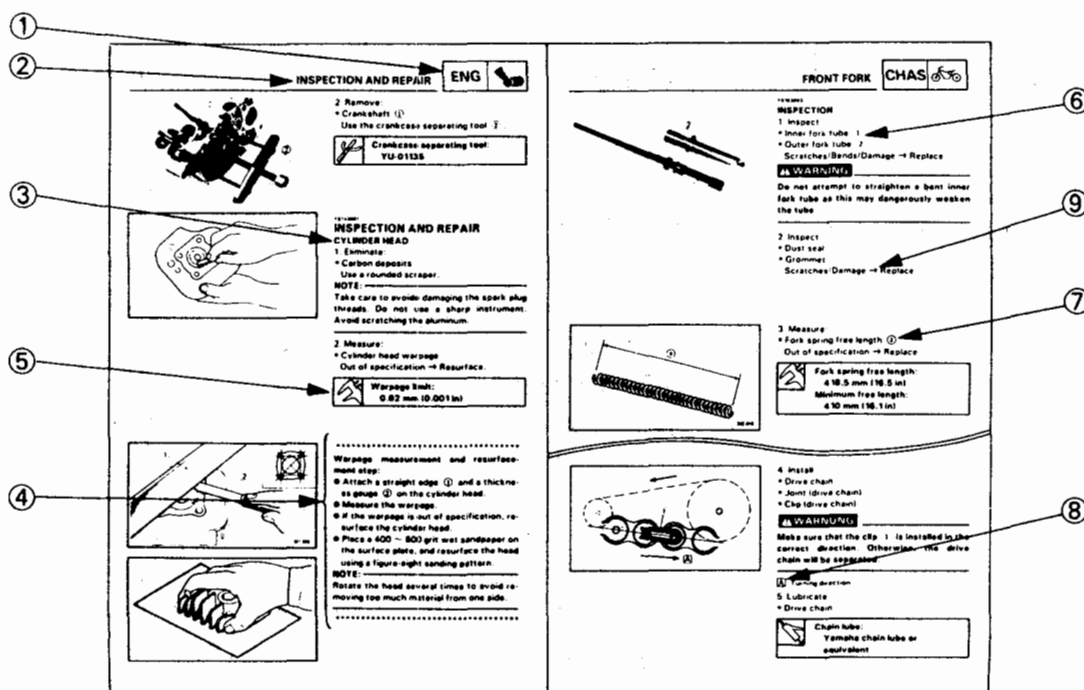 ①
②
INSPECTION AND REPAIR ENG
2. Remove:
* Crankshaft ①
Use the crankcase separating tool ②.
②
Crankcase separating tool:
YU-01135
③
INSPECTION AND REPAIR
CYLINDER HEAD
1. Eliminate:
* Carbon deposits
Use a rounded scraper.
NOTE:
Take care to avoide damaging the spark plug
threads. Do not use a sharp instrument.
Avoid scratching the aluminum.
2. Measure:
* Cylinder head warpage
Out of specification → Resurface.
⑤
Warpage limit:
0.02 mm (0.001 in)
④
Warpage measurement and resurface-
ment step:
● Attach a straight edge ① and a thickne-
ss gauge ② on the cylinder head.
● Measure the warpage.
● If the warpage is out of specification, re-
surface the cylinder head.
● Place a 400 ~ 600 grit wet sandpaper on
the surface plate, and resurface the head
using a figure-eight sanding pattern.
NOTE:
Rotate the head several times to avoid re-
moving too much material from one side.
FRONT FORK CHAS
⑥
INSPECTION
1. Inspect
* Inner fork tube 1
* Outer fork tube 2
Scratches/Bends/Damage → Replace
WARNING
Do not attempt to straighten a bent inner
fork tube as this may dangerously weaken
the tube
⑨
2. Inspect
* Dust seal
* Grommet
Scratches/Damage → Replace
⑦
3. Measure:
* Fork spring free length ⓐ
Out of specification → Replace
ⓐ
Fork spring free length:
418.5 mm (16.5 in)
Minimum free length:
410 mm (16.1 in)
4. Install
* Drive chain
* Joint (drive chain)
* Clip (drive chain)
WARNUNG
⑧
Make sure that the clip 1 is installed in the
correct direction. Otherwise, the drive
chain will be separated.
A
A Turning direction
5. Lubricate
* Drive chain
Chain lube:
Yamaha chain lube or
equivalent